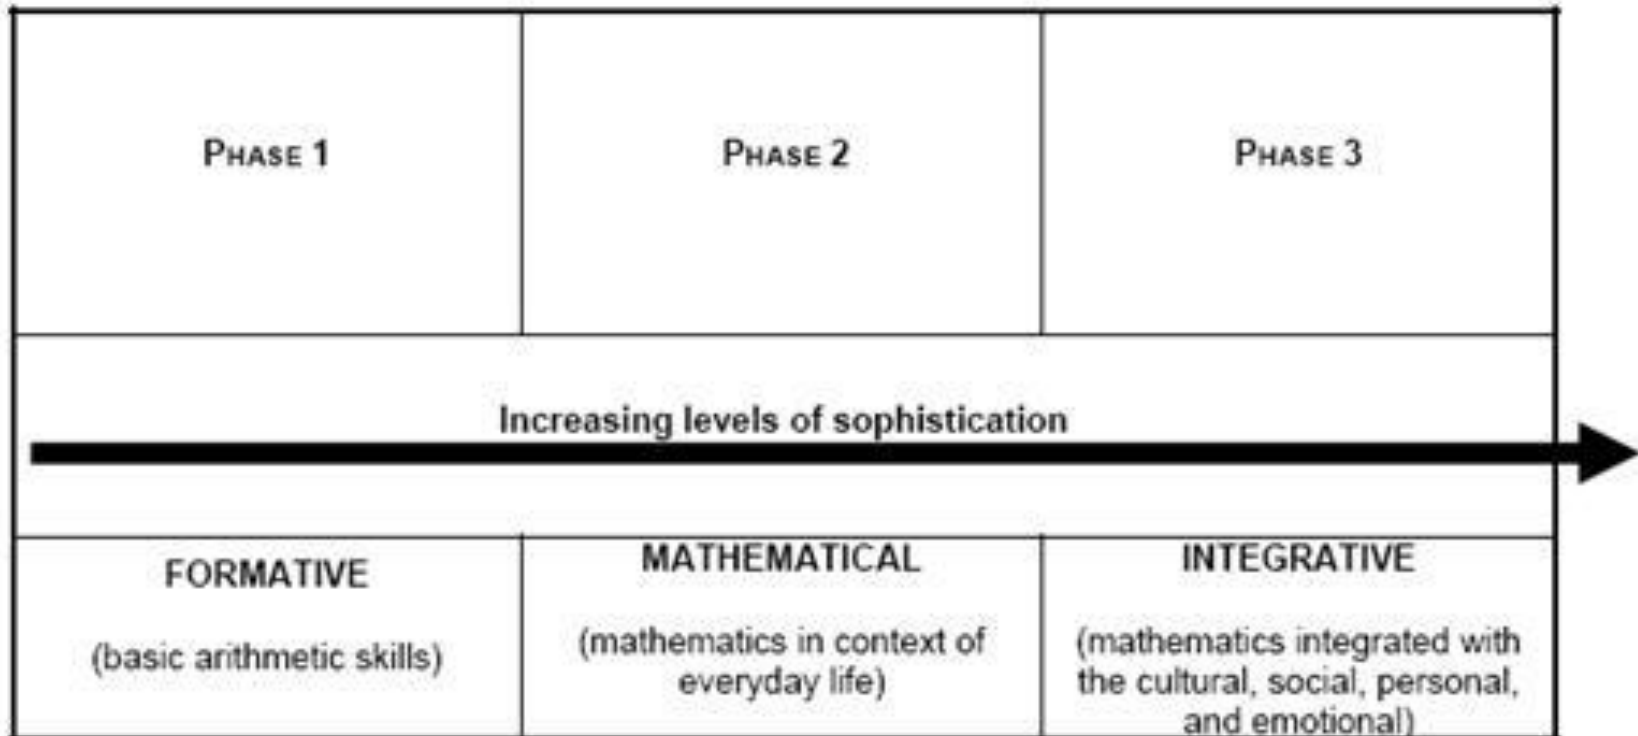 PHASE 1
PHASE 2
PHASE 3
Increasing levels of sophistication
FORMATIVE
(basic arithmetic skills)
MATHEMATICAL
(mathematics in context of
everyday life)
INTEGRATIVE
(mathematics integrated with
the cultural, social, personal,
and emotional)